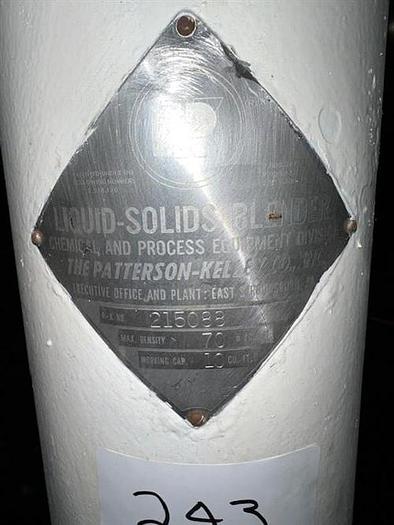 LIQUID-SOLIDS BLENDER
CHEMICAL AND PROCESS EQUIPMENT DIVISION
THE PATTERSON-KELLEY CO., INC.
EXECUTIVE OFFICE AND PLANT: EAST
P-K NO. 215088
MAX. DENSITY 70
WORKING CAP. 10 CU. FT.
243